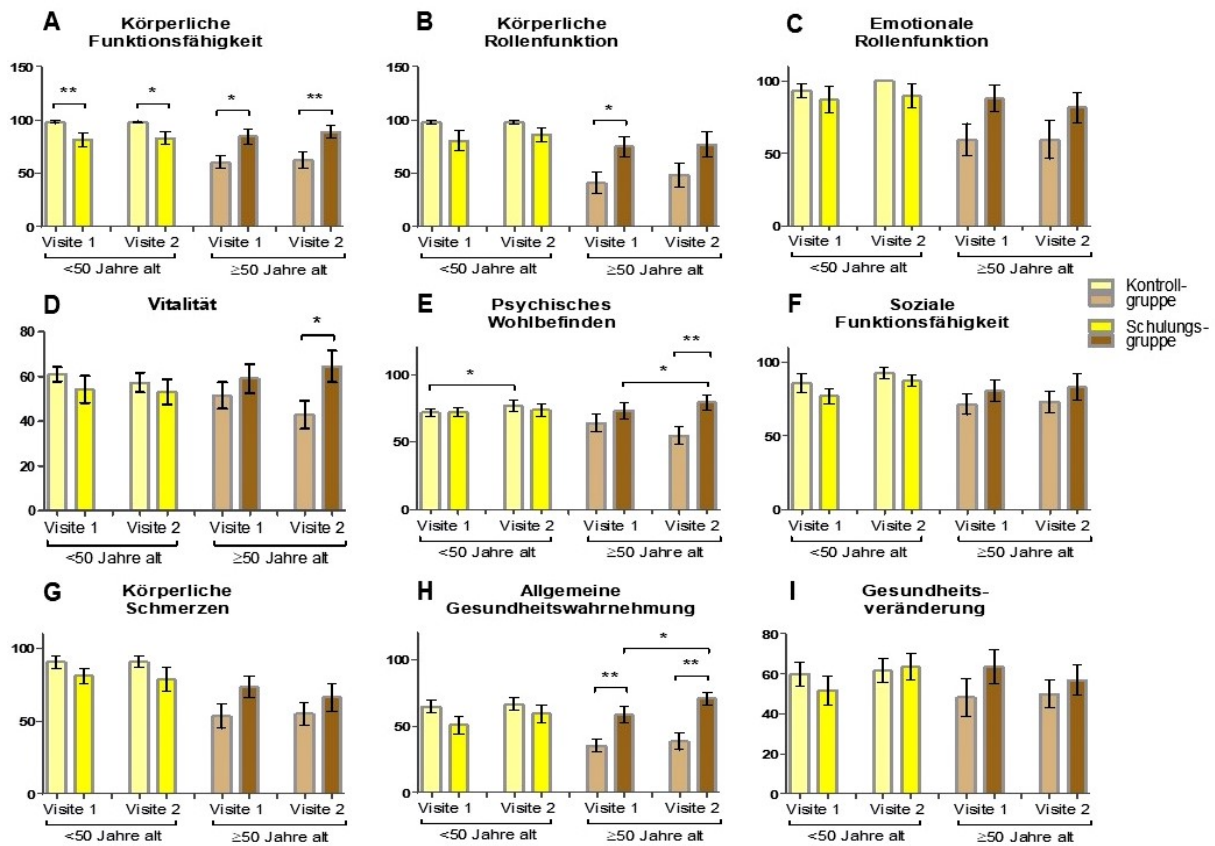 A
Körperliche
Funktionsfähigkeit
150
100
50
0
**
*
*
**
Visite 1 Visite 2 Visite 1 Visite 2
<50 Jahre alt ≥50 Jahre alt
B
Körperliche
Rollenfunktion
150
100
50
0
*
Visite 1 Visite 2 Visite 1 Visite 2
<50 Jahre alt ≥50 Jahre alt
C
Emotionale
Rollenfunktion
100
50
0
Visite 1 Visite 2 Visite 1 Visite 2
<50 Jahre alt ≥50 Jahre alt
Kontroll-
gruppe
Schulungs-
gruppe
D
Vitalität
80
60
40
20
0
*
Visite 1 Visite 2 Visite 1 Visite 2
<50 Jahre alt ≥50 Jahre alt
E
Psychisches
Wohlbefinden
100
50
0
**
*
*
Visite 1 Visite 2 Visite 1 Visite 2
<50 Jahre alt ≥50 Jahre alt
F
Soziale
Funktionsfähigkeit
100
50
0
Visite 1 Visite 2 Visite 1 Visite 2
<50 Jahre alt ≥50 Jahre alt
G
Körperliche
Schmerzen
100
50
0
Visite 1 Visite 2 Visite 1 Visite 2
<50 Jahre alt ≥50 Jahre alt
H
Allgemeine
Gesundheitswahrnehmung
100
50
0
*
**
**
Visite 1 Visite 2 Visite 1 Visite 2
<50 Jahre alt ≥50 Jahre alt
I
Gesundheits-
veränderung
80
60
40
20
0
Visite 1 Visite 2 Visite 1 Visite 2
<50 Jahre alt ≥50 Jahre alt